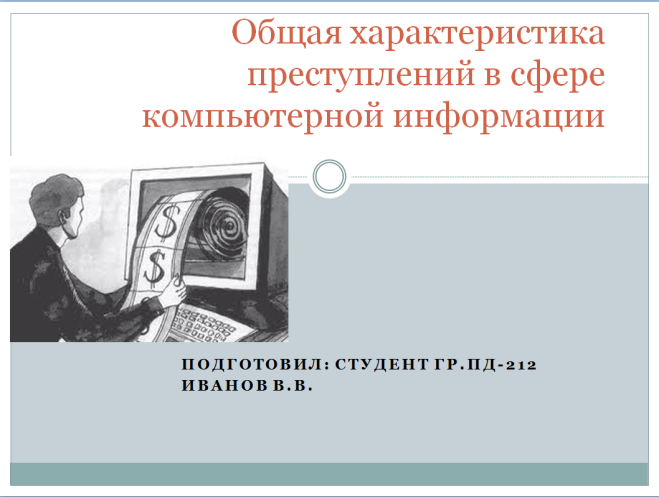 Общая характеристика
преступлений в сфере
компьютерной информации
$
$
ПОДГОТОВИЛ: СТУДЕНТ ГР.ПД-212
ИВАНОВ В.В.